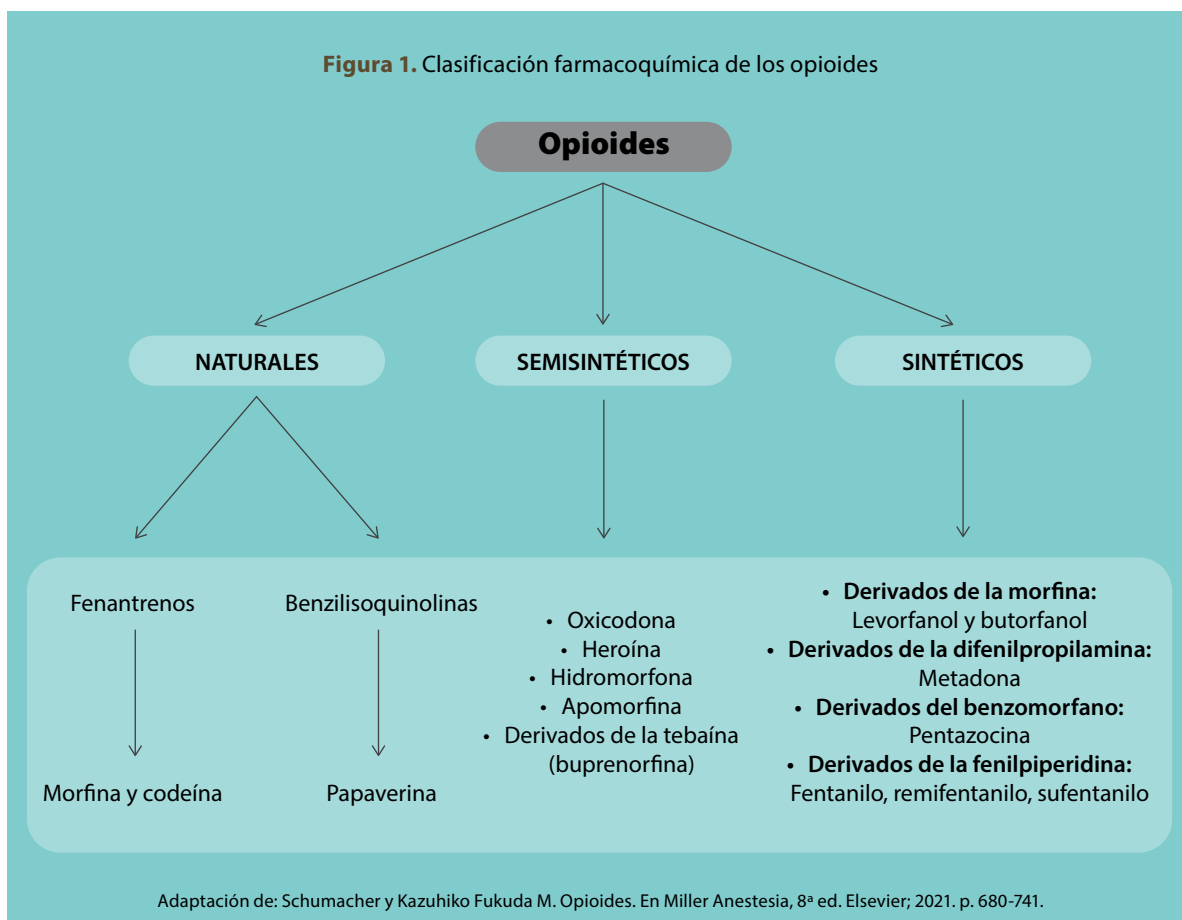 Figura 1. Clasificación farmacoquímica de los opioides
Opioides
NATURALES
SEMISINTÉTICOS
SINTÉTICOS
Fenantrenos
Morfina y codeína
Benzilisoquinolinas
Papaverina
• Oxicodona
• Heroína
• Hidromorfona
• Apomorfina
• Derivados de la tebaína
(buprenorfina)
• Derivados de la morfina:
Levorfanol y butorfanol
• Derivados de la difenilpropilamina:
Metadona
• Derivados del benzomorfano:
Pentazocina
• Derivados de la fenilpiperidina:
Fentanilo, remifentanilo, sufentanilo
Adaptación de: Schumacher y Kazuhiko Fukuda M. Opioides. En Miller Anestesia, 8ª ed. Elsevier; 2021. p. 680-741.